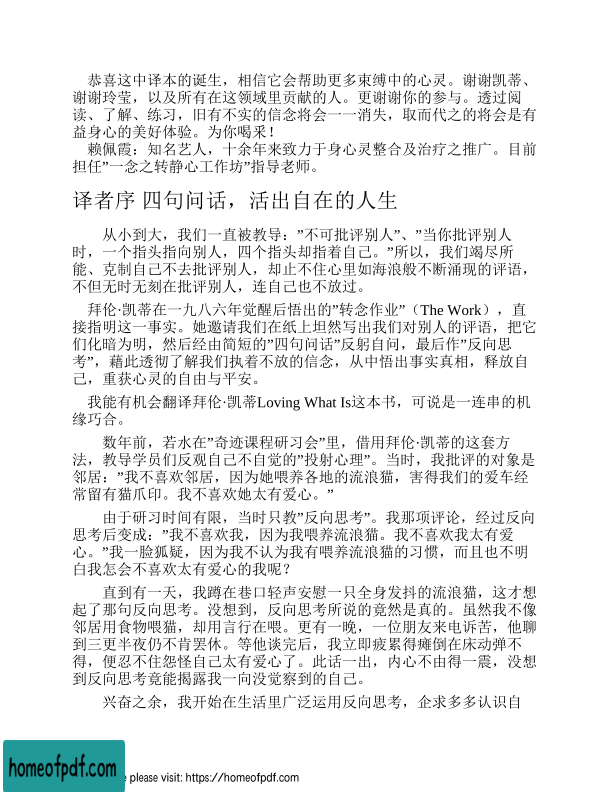 恭喜这中译本的诞生，相信它会帮助更多束缚中的心灵。谢谢凯蒂、
谢谢玲莹，以及所有在这领域里贡献的人。更谢谢你的参与。透过阅
读、了解、练习，旧有不实的信念将会一一消失，取而代之的将会是有
益身心的美好体验。为你喝釆！
赖佩霞：知名艺人，十余年来致力于身心灵整合及治疗之推广。目前
担任”一念之转静心工作坊”指导老师。
译者序 四句问话，活出自在的人生
从小到大，我们一直被教导：”不可批评别人”、”当你批评别人
时，一个指头指向别人，四个指头却指着自己。”所以，我们竭尽所
能、克制自己不去批评别人，却止不住心里如海浪般不断涌现的评语，
不但无时无刻在批评别人，连自己也不放过。
拜伦·凯蒂在一九八六年觉醒后悟出的”转念作业”（The Work），直
接指明这一事实。她邀请我们在纸上坦然写出我们对别人的评语，把它
们化暗为明，然后经由简短的”四句问话”反躬自问，最后作”反向思
考”，藉此透彻了解我们执着不放的信念，从中悟出事实真相，释放自
己，重获心灵的自由与平安。
我能有机会翻译拜伦·凯蒂Loving What Is这本书，可说是一连串的机
缘巧合。
数年前，若水在”奇迹课程研习会”里，借用拜伦·凯蒂的这套方
法，教导学员们反观自己不自觉的”投射心理”。当时，我批评的对象是
邻居：”我不喜欢邻居，因为她喂养各地的流浪猫，害得我们的爱车经
常留有猫爪印。我不喜欢她太有爱心。”
由于研习时间有限，当时只教”反向思考”。我那项评论，经过反向
思考后变成：”我不喜欢我，因为我喂养流浪猫。我不喜欢我太有爱
心。”我一脸狐疑，因为我不认为我有喂养流浪猫的习惯，而且也不明
白我怎会不喜欢太有爱心的我呢？
直到有一天，我蹲在巷口轻声安慰一只全身发抖的流浪猫，这才想
起了那句反向思考。没想到，反向思考所说的竟然是真的。虽然我不像
邻居用食物喂猫，却用言行在喂。更有一晚，一位朋友来电诉苦，他聊
到三更半夜仍不肯罢休。等他谈完后，我立即疲累得瘫倒在床动弹不
得，便忍不住怨怪自己太有爱心了。此话一出，内心不由得一震，没想
到反向思考竟能揭露我一向没觉察到的自己。
兴奋之余，我开始在生活里广泛运用反向思考，企求多多认识自
homeofpdf.com
e please visit: https://homeofpdf.com